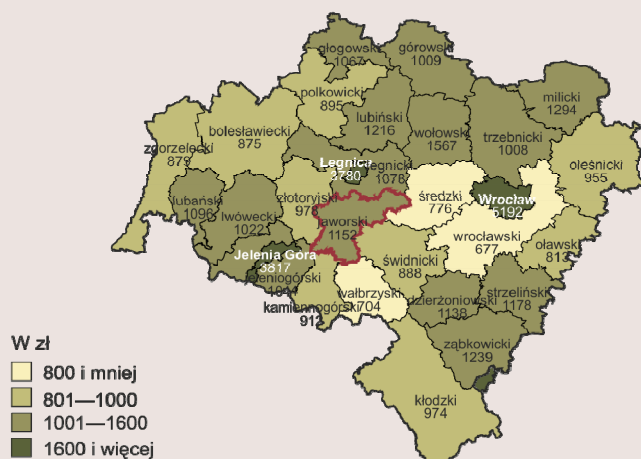 głogowski
1067
górowski
1009
polkowicki
895
milicki
1294
lubiński
1216
bolesławiecki
875
wołowski
1567
trzebnicki
1008
zgorzelecki
879
oleśnicki
955
Legnica
3780
legnicki
1078
złotoryjski
978
średzki
776
Wrocław
5192
lubański
1096
lwówecki
1022
jaworski
1152
wrocławski
677
oławski
813
Jelenia Góra
3817
świdnicki
888
jeleniogórski
kamiennogórski
912
wałbrzyski
704
dzierżoniowski
1138
strzeliński
1178
ząbkowicki
1239
kłodzki
974
W zł
800 i mniej
801—1000
1001—1600
1600 i więcej